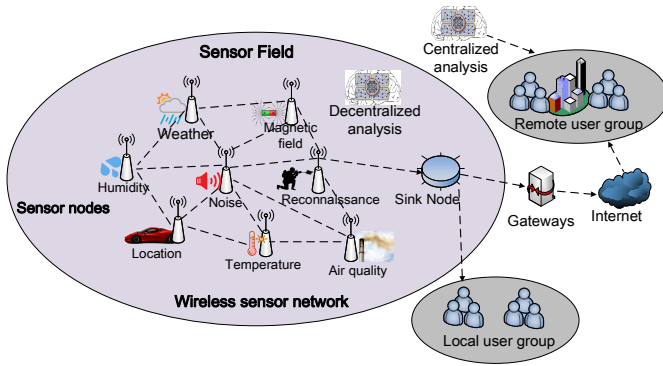 Sensor Field
Centralized
analysis
Weather
Magnetic
field
Decentralized
analysis
Remote user group
Humidity
Noise
Reconnaissance
Sink Node
Sensor nodes
Gateways
Internet
Location
Temperature
Air quality
Wireless sensor network
Local user group